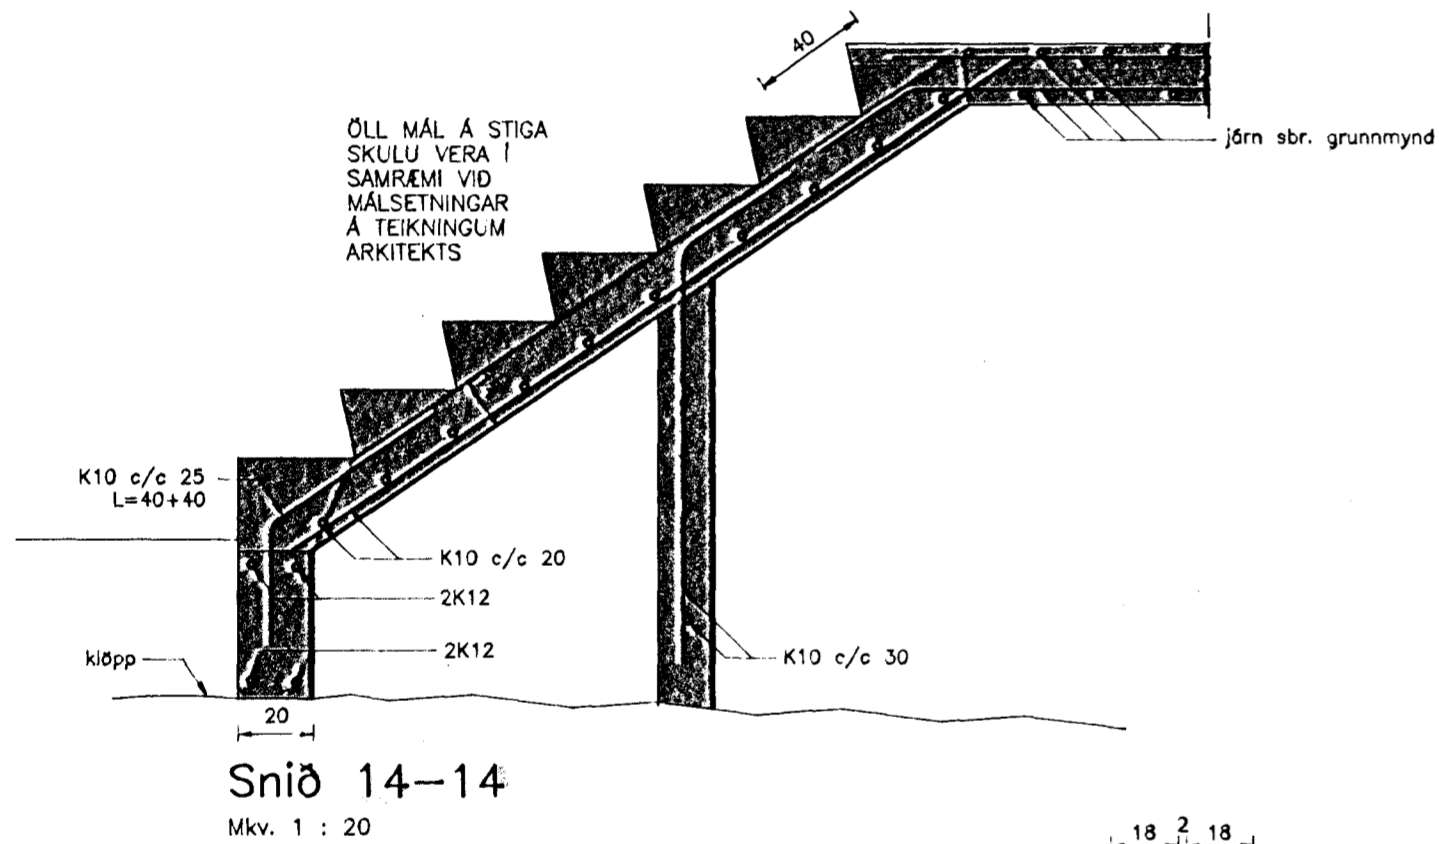 40
ÖLL MÁL Á STIGA
SKULU VERA Í
SAMRÆMI VIÐ
MÁLSETNINGAR
Á TEIKNINGUM
ARKITEKTS
járn sbr. grunnmynd
K10 c/c 25
L=40+40
K10 c/c 20
2K12
2K12
klöpp
K10 c/c 30
20
Snið 14-14
Mkv. 1 : 20
18 2 18